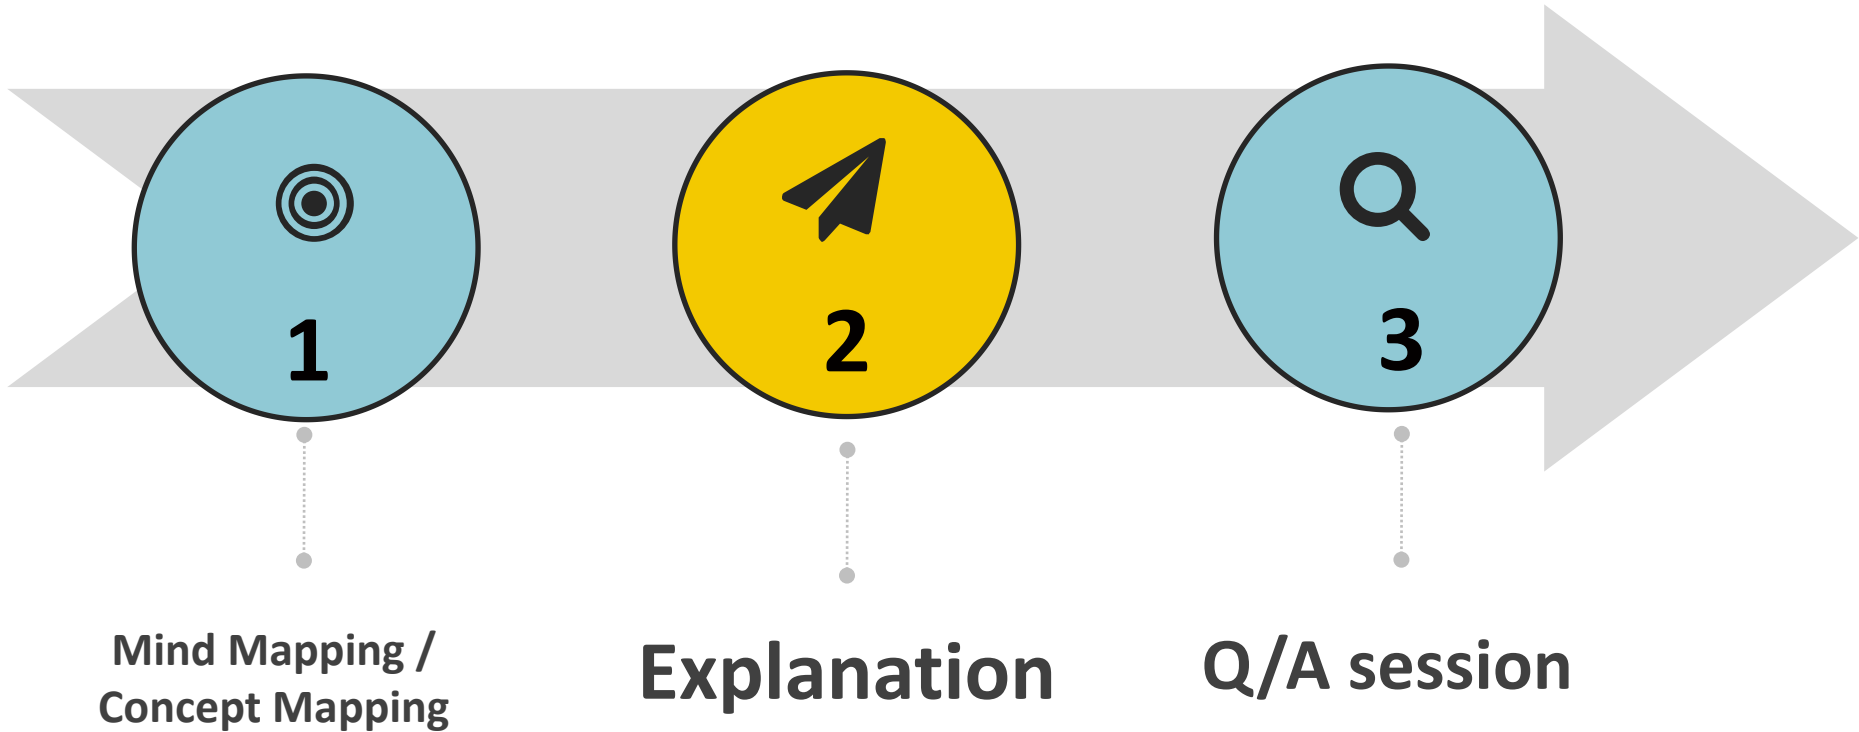 1
2
3
Mind Mapping /
Concept Mapping
Explanation
Q/A session